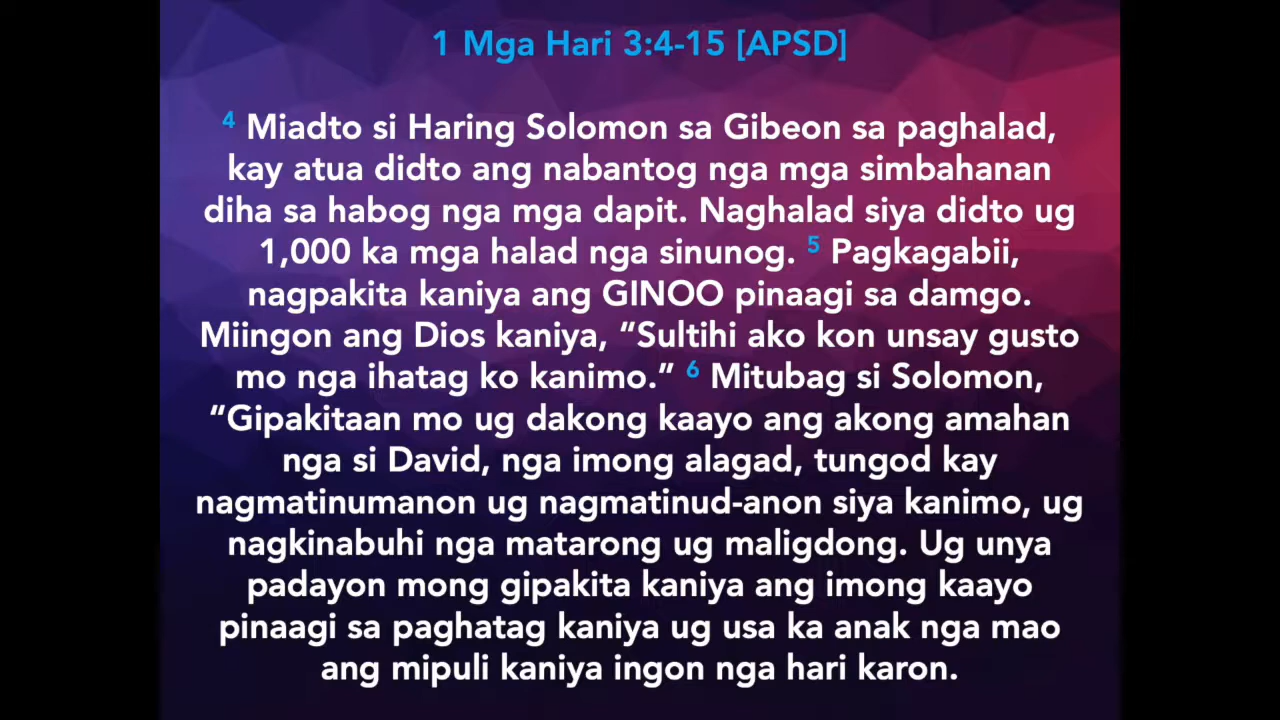 1 Mga Hari 3:4-15 [APSD]
4 Miadto si Haring Solomon sa Gibeon sa paghalad,
kay atua didto ang nabantog nga mga simbahanan
diha sa habog nga mga dapit. Naghalad siya didto ug
1,000 ka mga halad nga sinunog. 5 Pagkagabii,
nagpakita kaniya ang GINOO pinaagi sa damgo.
Miingon ang Dios kaniya, “Sultihi ako kon unsay gusto
mo nga ihatag ko kanimo.” 6 Mitubag si Solomon,
“Gipakitaan mo ug dakong kaayo ang akong amahan
nga si David, nga imong alagad, tungod kay
nagmatinumanon ug nagmatinud-anon siya kanimo, ug
nagkinabuhi nga matarong ug maligdong. Ug unya
padayon mong gipakita kaniya ang imong kaayo
pinaagi sa paghatag kaniya ug usa ka anak nga mao
ang mipuli kaniya ingon nga hari karon.